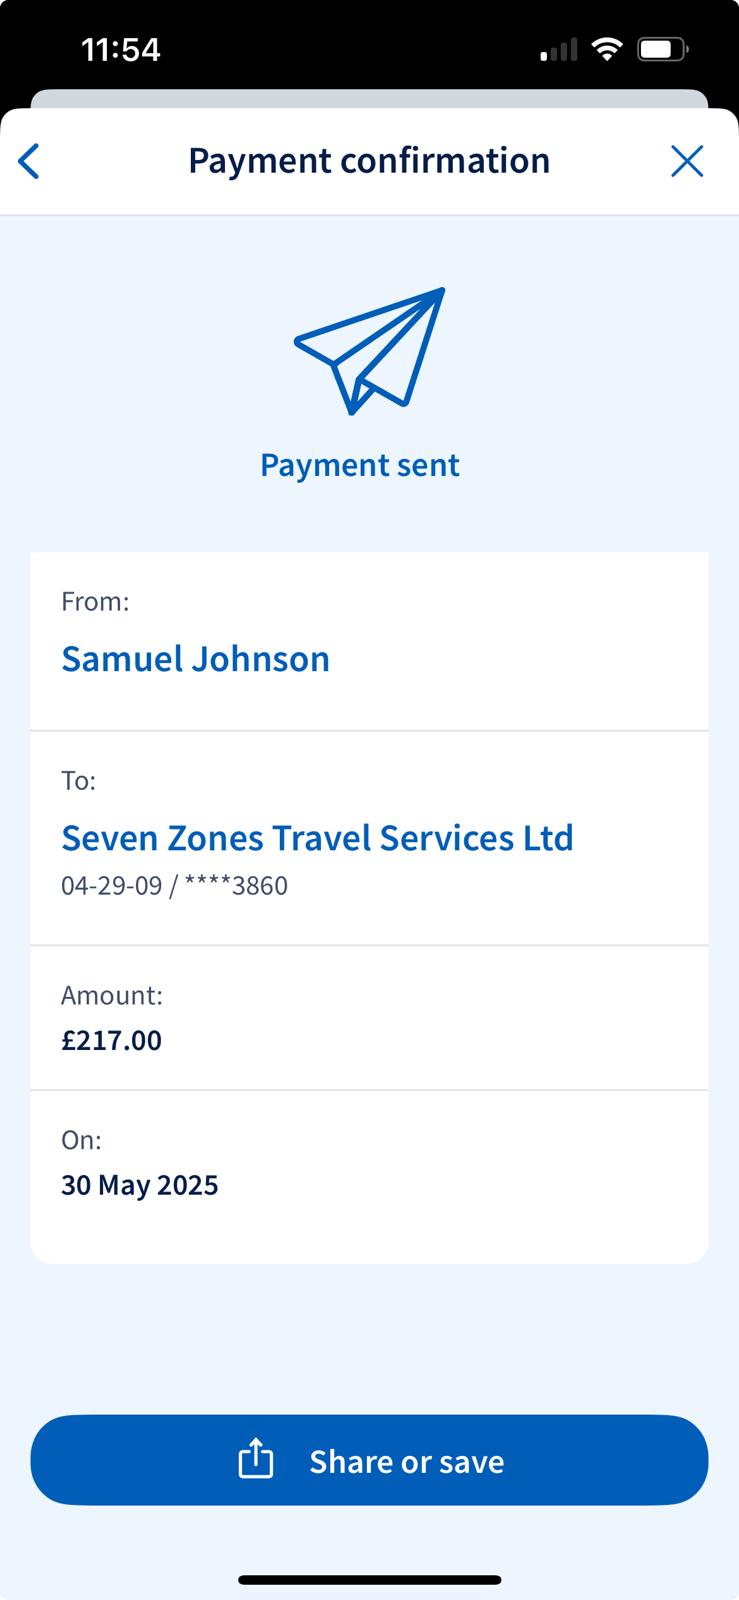 11:54
Payment confirmation
Payment sent
From:
Samuel Johnson
To:
Seven Zones Travel Services Ltd
04-29-09 / ****3860
Amount:
£217.00
On:
30 May 2025
Share or save